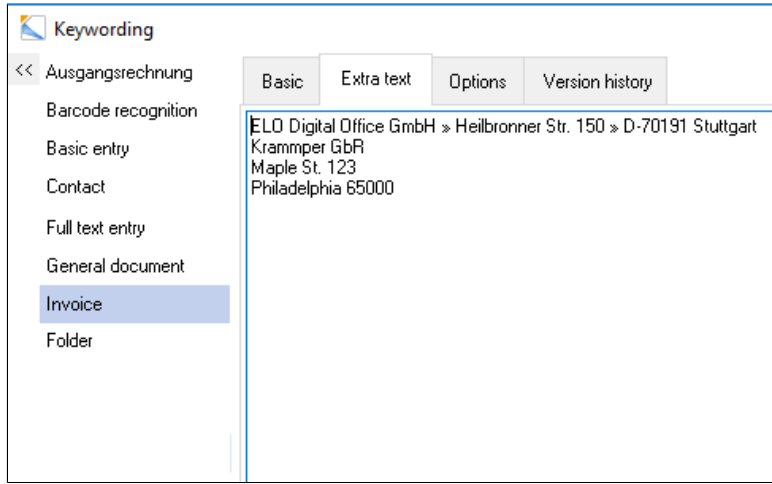 Keywording
<< Ausgangsrechnung
Barcode recognition
Basic entry
Contact
Full text entry
General document
Invoice
Folder
Basic
Extra text
Options
Version history
ELO Digital Office GmbH » Heilbronner Str. 150 » D-70191 Stuttgart
Krammper GbR
Maple St. 123
Philadelphia 65000